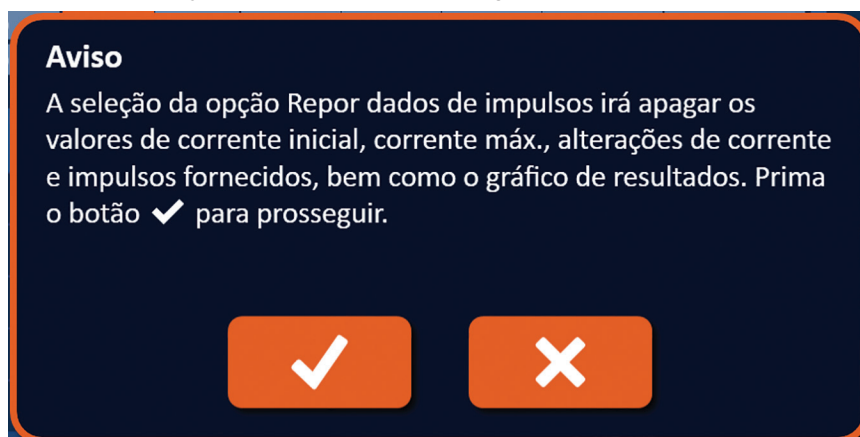 Aviso
A seleção da opção Repor dados de impulsos irá apagar os
valores de corrente inicial, corrente máx., alterações de corrente
e impulsos fornecidos, bem como o gráfico de resultados. Prima
o botão ✔ para prosseguir.